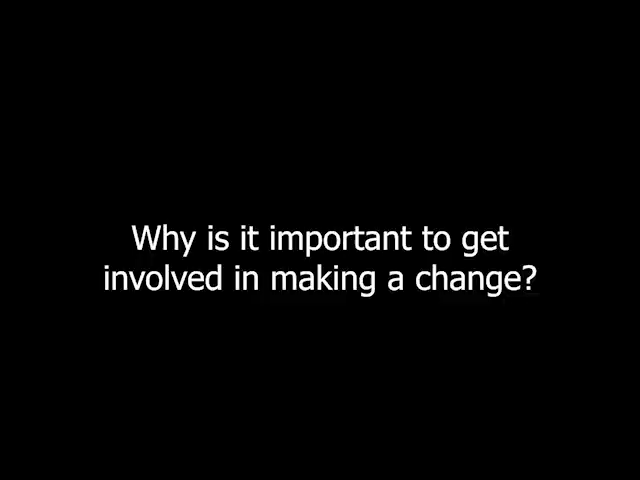 Why is it important to get
involved in making a change?